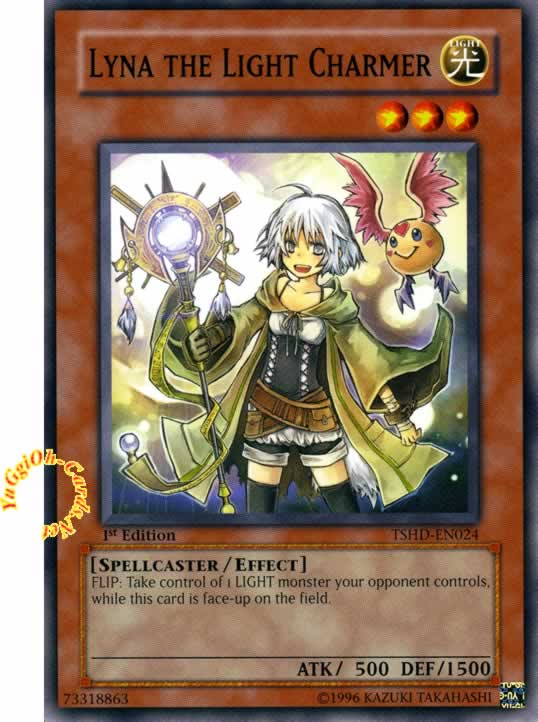 LYNA THE LIGHT CHARMER
LIGHT
光
1st Edition
TSHD-EN024
YuGgiOh-Cards.Net
[SPELLCASTER / EFFECT]
FLIP: Take control of 1 LIGHT monster your opponent controls,
while this card is face-up on the field.
ATK/ 500 DEF/1500
73318863
©1996 KAZUKI TAKAHASHI